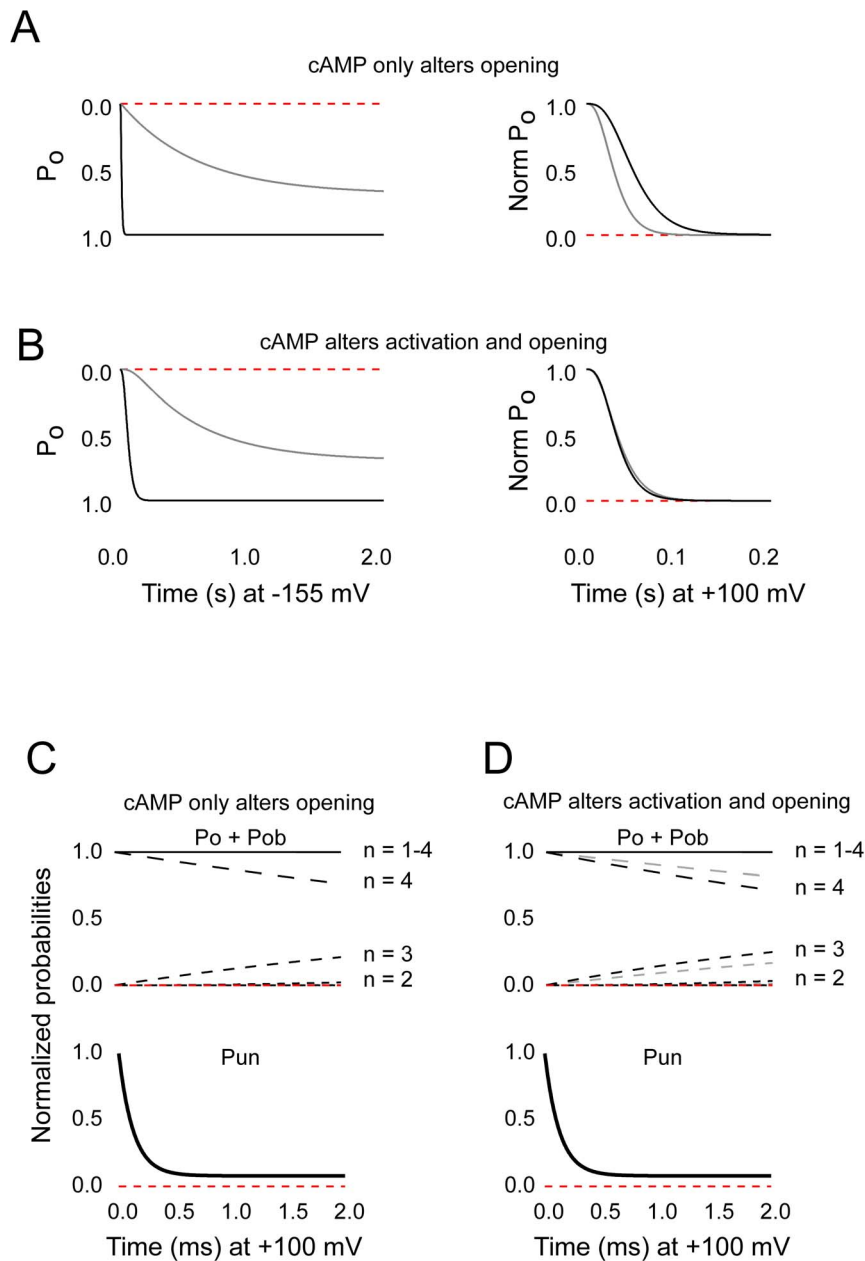 A
cAMP only alters opening
0.0
0.5
1.0
Po
1.0
0.5
0.0
Norm Po
B
cAMP alters activation and opening
0.0
0.5
1.0
Po
0.0 1.0 2.0
Time (s) at -155 mV
1.0
0.5
0.0
Norm Po
0.0 0.1 0.2
Time (s) at +100 mV
C
cAMP only alters opening
Po + Pob
1.0
0.5
0.0
n = 1-4
n = 4
n = 3
n = 2
Normalized probabilities
Pun
1.0
0.5
0.0
0.0 0.5 1.0 1.5 2.0
Time (ms) at +100 mV
D
cAMP alters activation and opening
Po + Pob
1.0
0.5
0.0
n = 1-4
n = 4
n = 3
n = 2
Pun
1.0
0.5
0.0
0.0 0.5 1.0 1.5 2.0
Time (ms) at +100 mV